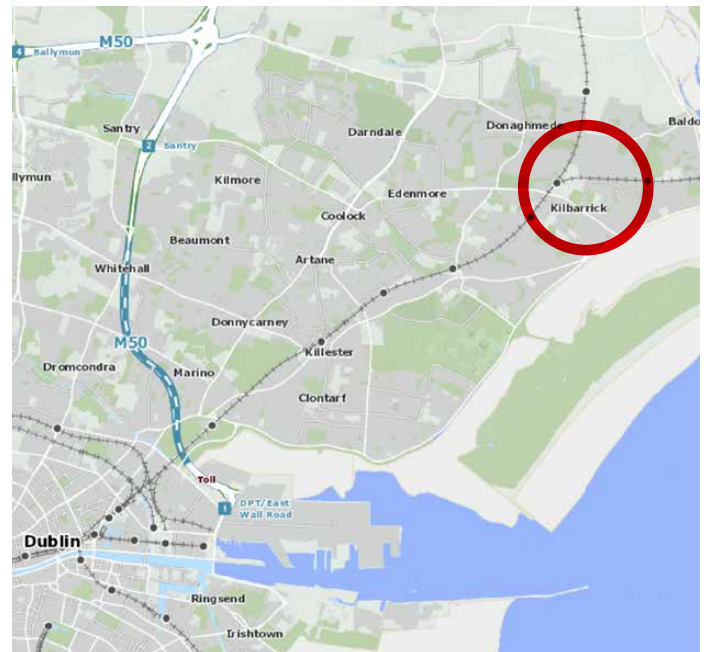 M50
4
Ballymun
Santry
2
Santry
Darndale
Donaghmede
Baldo
llymun
Kilmore
Edenmore
Kilbarrick
Coolock
Beaumont
Artane
Whitehall
Donnycarney
M50
Killester
Dromcondra
Marino
Clontarf
Toll
1
DPT/East
Wall Road
Dublin
Ringsend
Irishtown